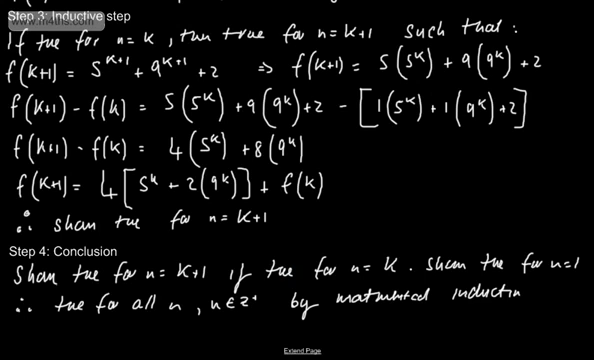 Step 3: Inductive step
If true for n = k, then true for n = k+1 such that:
f(k+1) = 5^(k+1) + 9^(k+1) + 2 ⇒ f(k+1) = 5(5^k) + 9(9^k) + 2
f(k+1) - f(k) = 5(5^k) + 9(9^k) + 2 - [1(5^k) + 1(9^k) + 2]
f(k+1) - f(k) = 4(5^k) + 8(9^k)
f(k+1) = 4[5^k + 2(9^k)] + f(k)
∴ shown true for n = k+1
Step 4: Conclusion
Shown true for n = k+1 if true for n = k. Shown true for n=1
∴ true for all n, n ∈ Z⁺ by mathematical induction
Extend Page